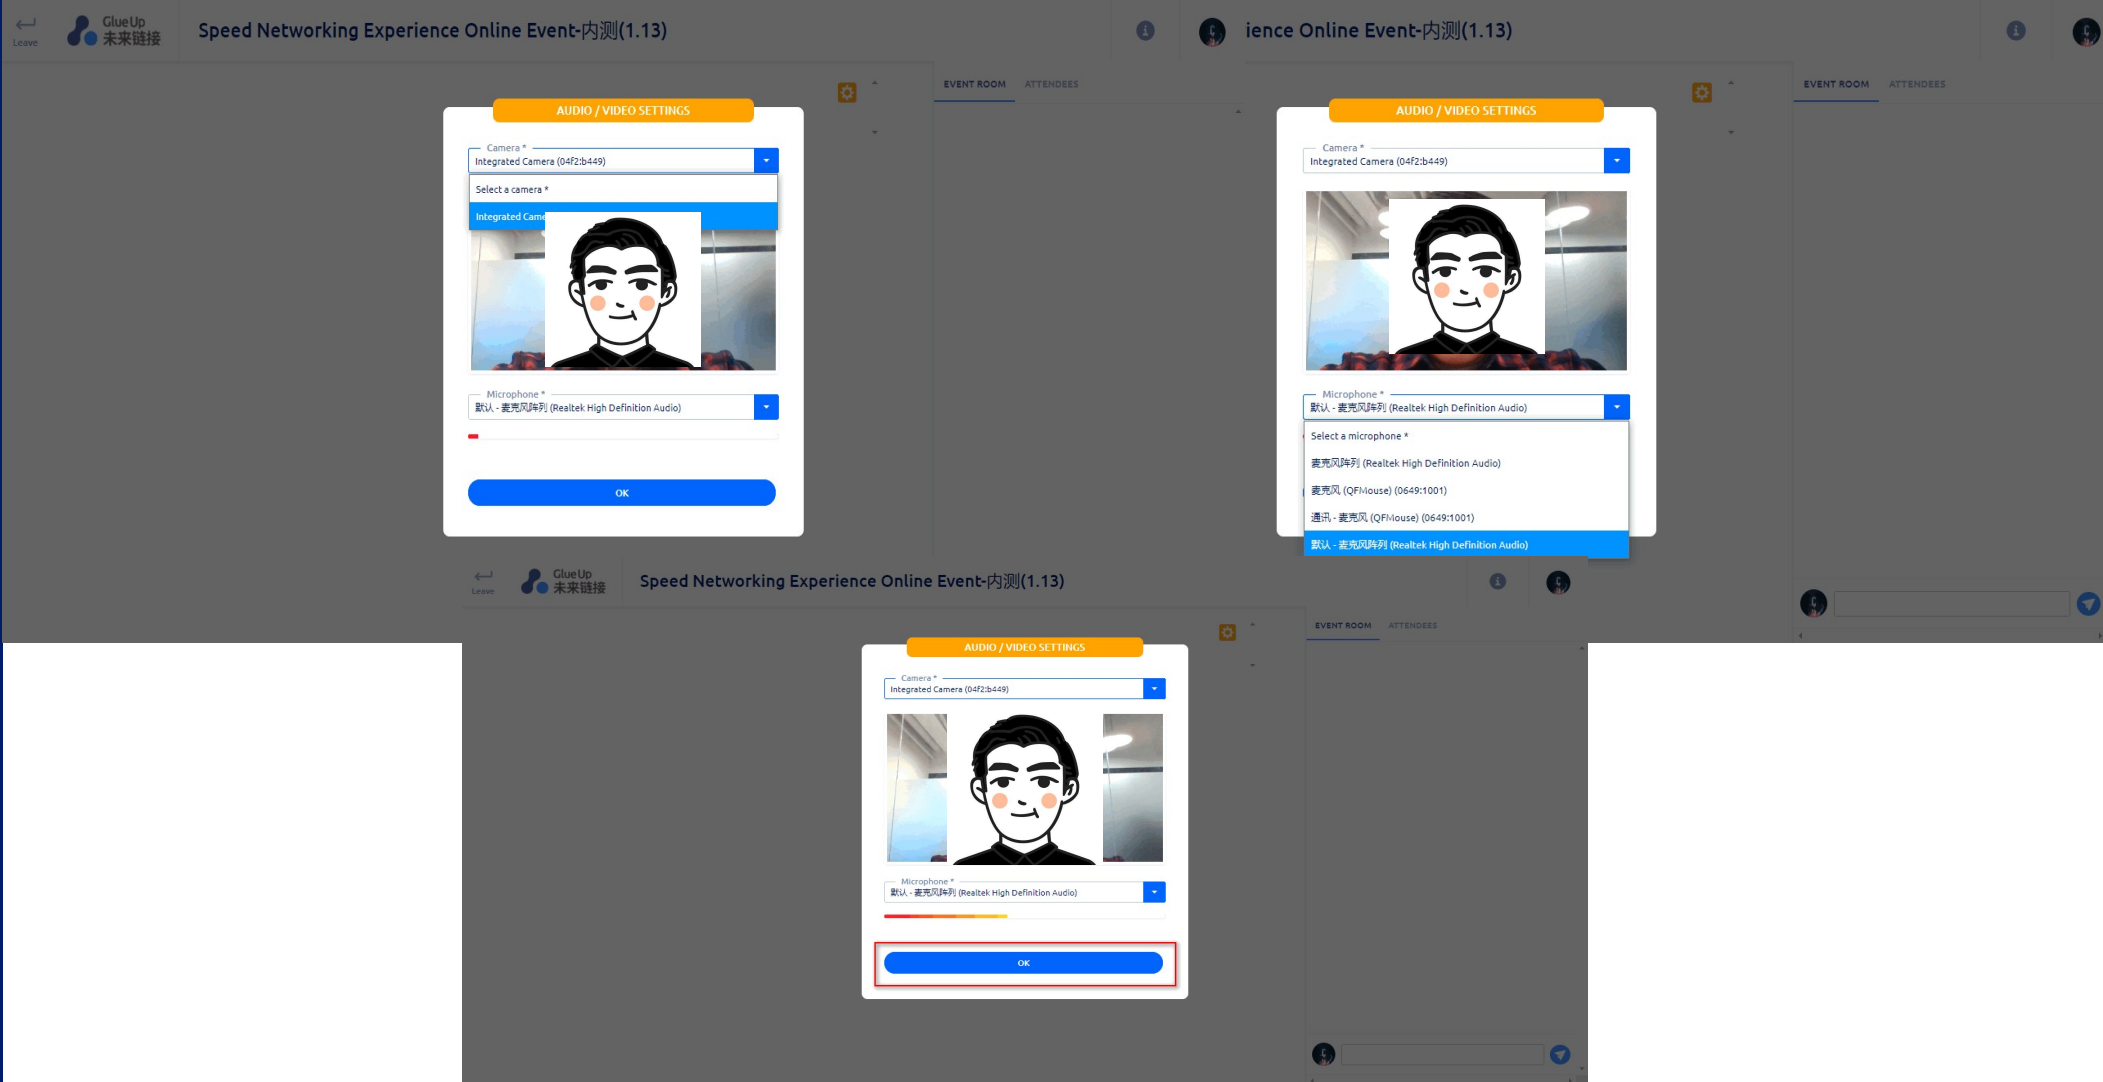 Leave
GlueUp
未来链接
Speed Networking Experience Online Event-内测(1.13)
EVENT ROOM ATTENDEES
AUDIO / VIDEO SETTINGS
Camera *
Integrated Camera (04f2:b449)
Select a camera *
Integrated Came
Microphone *
默认 - 麦克风阵列 (Realtek High Definition Audio)
OK
ience Online Event-内测(1.13)
EVENT ROOM ATTENDEES
AUDIO / VIDEO SETTINGS
Camera *
Integrated Camera (04f2:b449)
Microphone *
默认 - 麦克风阵列 (Realtek High Definition Audio)
Select a microphone *
麦克风阵列 (Realtek High Definition Audio)
麦克风 (QFMouse) (0649:1001)
通讯 - 麦克风 (QFMouse) (0649:1001)
默认 - 麦克风阵列 (Realtek High Definition Audio)
Leave
GlueUp
未来链接
Speed Networking Experience Online Event-内测(1.13)
EVENT ROOM ATTENDEES
AUDIO / VIDEO SETTINGS
Camera *
Integrated Camera (04f2:b449)
Microphone *
默认 - 麦克风阵列 (Realtek High Definition Audio)
OK